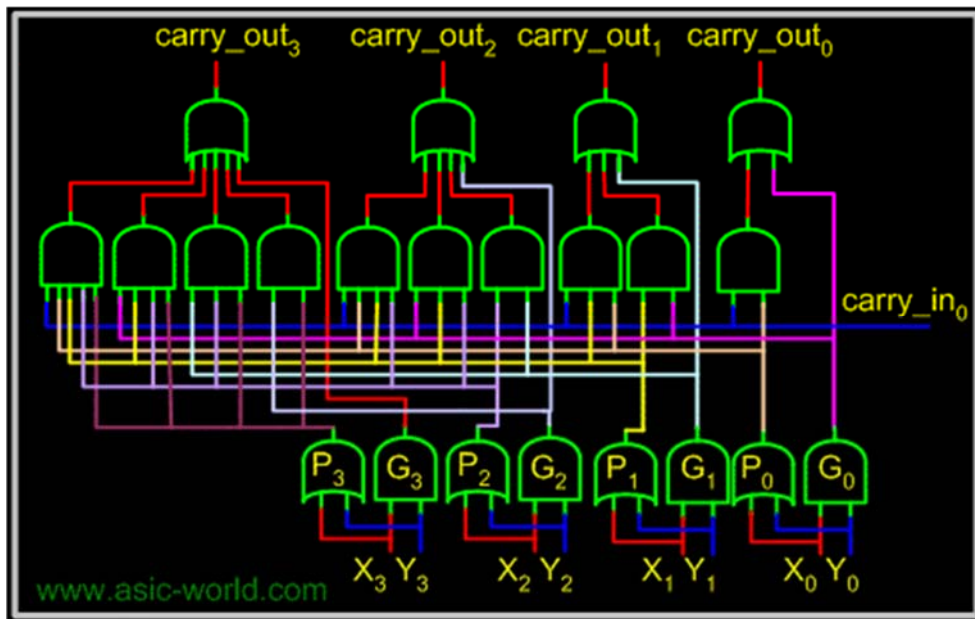 carry_out₃ carry_out₂ carry_out₁ carry_out₀
carry_in₀
P₃ G₃ P₂ G₂ P₁ G₁ P₀ G₀
X₃ Y₃ X₂ Y₂ X₁ Y₁ X₀ Y₀
www.asic-world.com